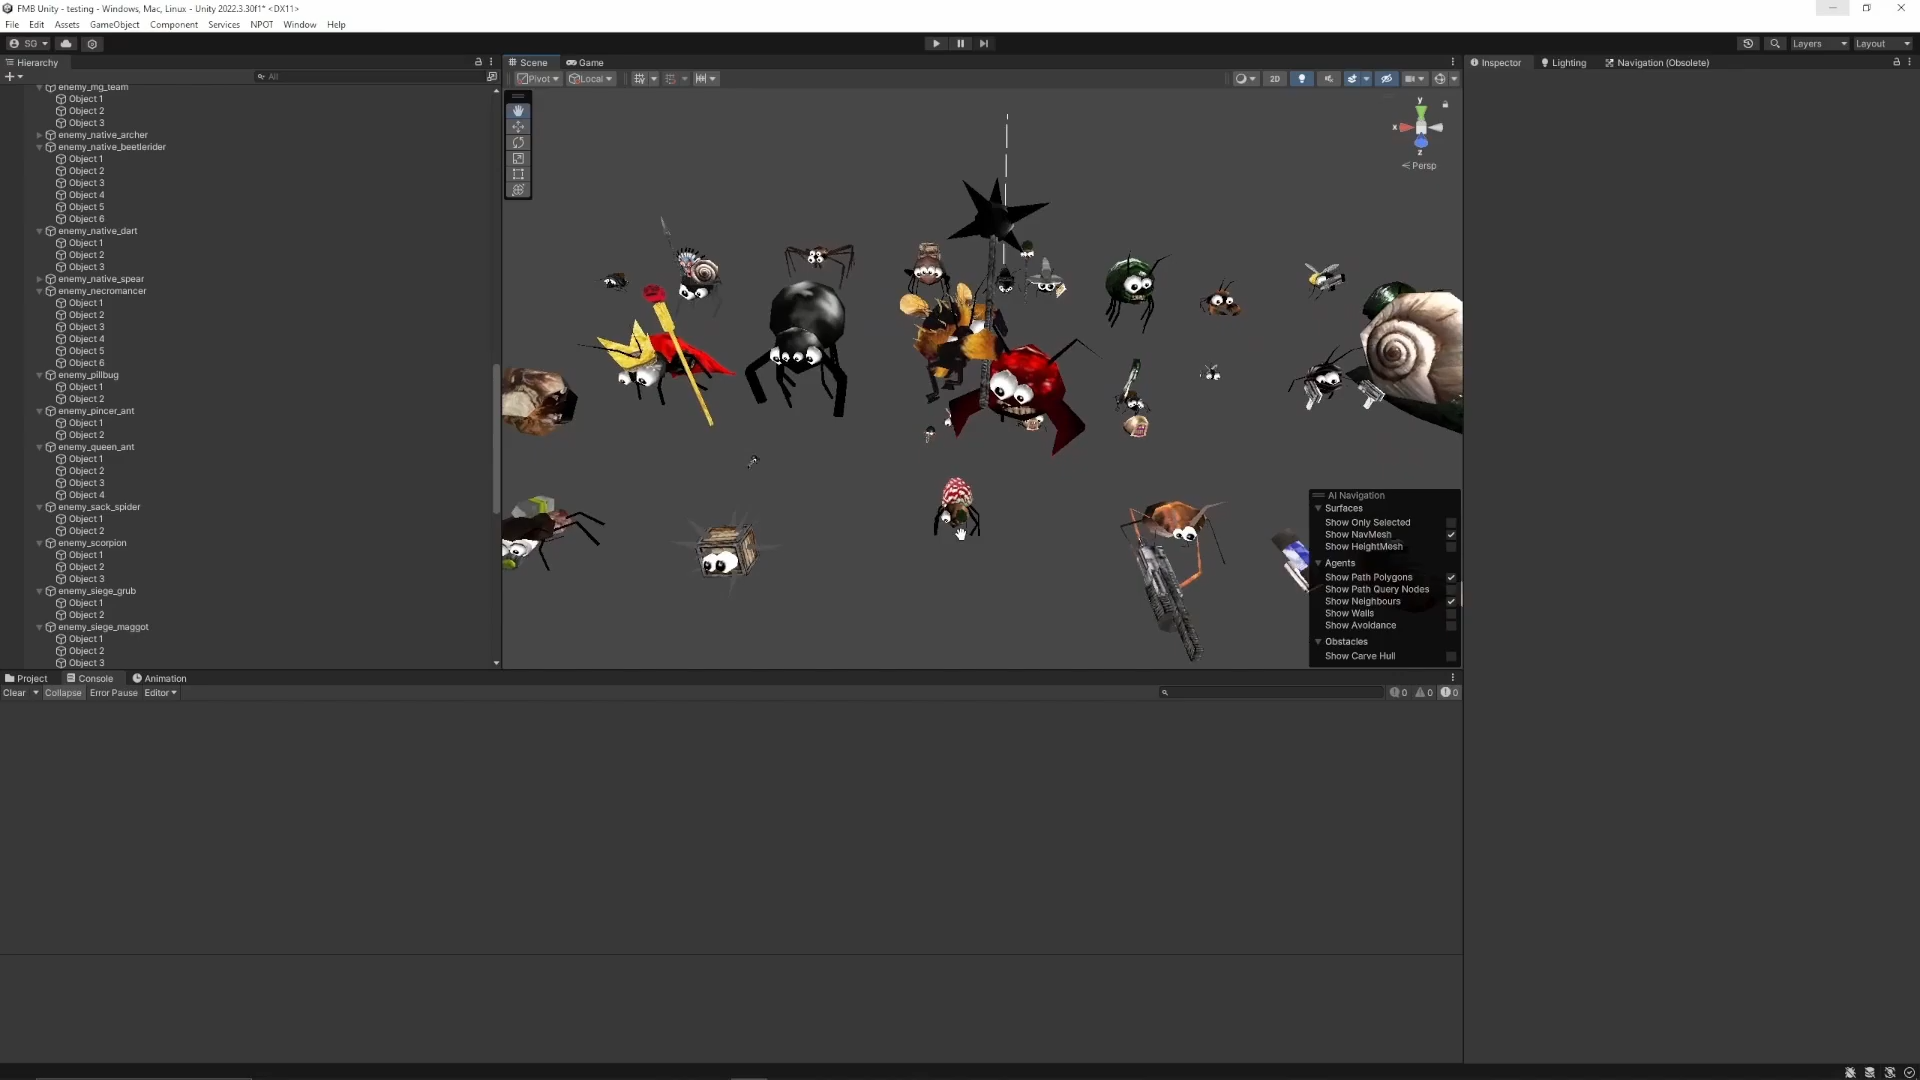 FMB Unity - testing - Windows, Mac, Linux - Unity 2022.3.30f1* <DX11>
File Edit Assets GameObject Component Services NPOT Window Help
SG
Layers Layout
Hierarchy
All
enemy_mg_team
Object 1
Object 2
Object 3
enemy_native_archer
enemy_native_beetlerider
Object 1
Object 2
Object 3
Object 4
Object 5
Object 6
enemy_native_dart
Object 1
Object 2
Object 3
enemy_native_spear
enemy_necromancer
Object 1
Object 2
Object 3
Object 4
Object 5
Object 6
enemy_pillbug
Object 1
Object 2
enemy_pincer_ant
Object 1
Object 2
enemy_queen_ant
Object 1
Object 2
Object 3
Object 4
enemy_sack_spider
Object 1
Object 2
enemy_scorpion
Object 1
Object 2
Object 3
enemy_siege_grub
Object 1
Object 2
enemy_siege_maggot
Object 1
Object 2
Object 3
Scene Game
Pivot Local
2D
y
x
z
Persp
AI Navigation
Surfaces
Show Only Selected
Show NavMesh
Show HeightMesh
Agents
Show Path Polygons
Show Path Query Nodes
Show Neighbours
Show Walls
Show Avoidance
Obstacles
Show Carve Hull
Inspector Lighting Navigation (Obsolete)
Project Console Animation
Clear Collapse Error Pause Editor
0 0 0